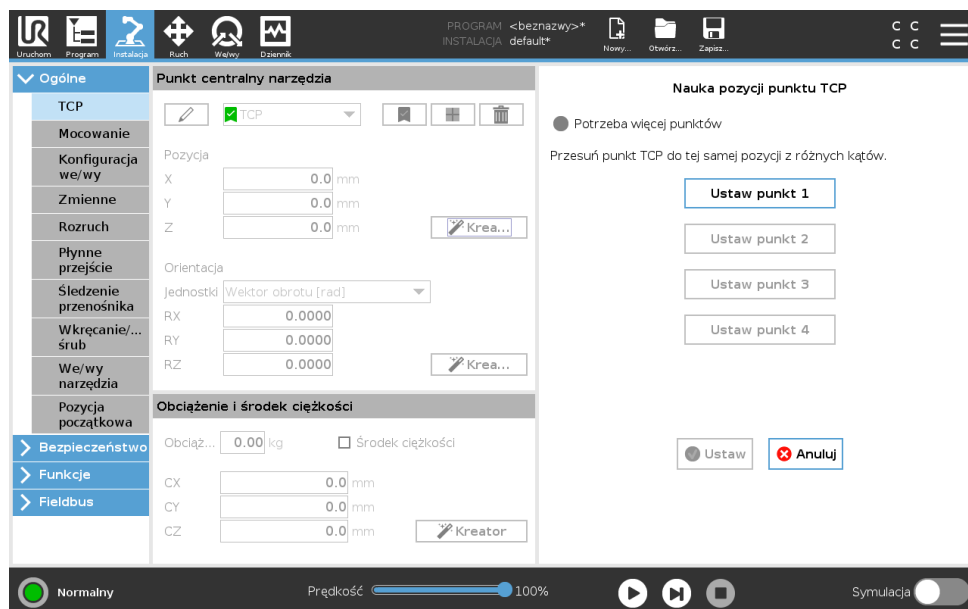 PROGRAM <beznazwy>*
INSTALACJA default*
Uruchom Program Instalacja Ruch We/wy Dziennik Nowy... Otwórz... Zapisz...
C C
C C
Ogólne
TCP
Mocowanie
Konfiguracja
we/wy
Zmienne
Rozruch
Płynne
przejście
Śledzenie
przenośnika
Wkręcanie/...
śrub
We/wy
narzędzia
Pozycja
początkowa
Bezpieczeństwo
Funkcje
Fieldbus
Punkt centralny narzędzia
TCP
Pozycja
X 0.0 mm
Y 0.0 mm
Z 0.0 mm Krea...
Orientacja
Jednostki Wektor obrotu [rad]
RX 0.0000
RY 0.0000
RZ 0.0000 Krea...
Obciążenie i środek ciężkości
Obciąż... 0.00 kg Środek ciężkości
CX 0.0 mm
CY 0.0 mm
CZ 0.0 mm Kreator
Nauka pozycji punktu TCP
Potrzeba więcej punktów
Przesuń punkt TCP do tej samej pozycji z różnych kątów.
Ustaw punkt 1
Ustaw punkt 2
Ustaw punkt 3
Ustaw punkt 4
Ustaw Anuluj
Normalny Prędkość 100% Symulacja